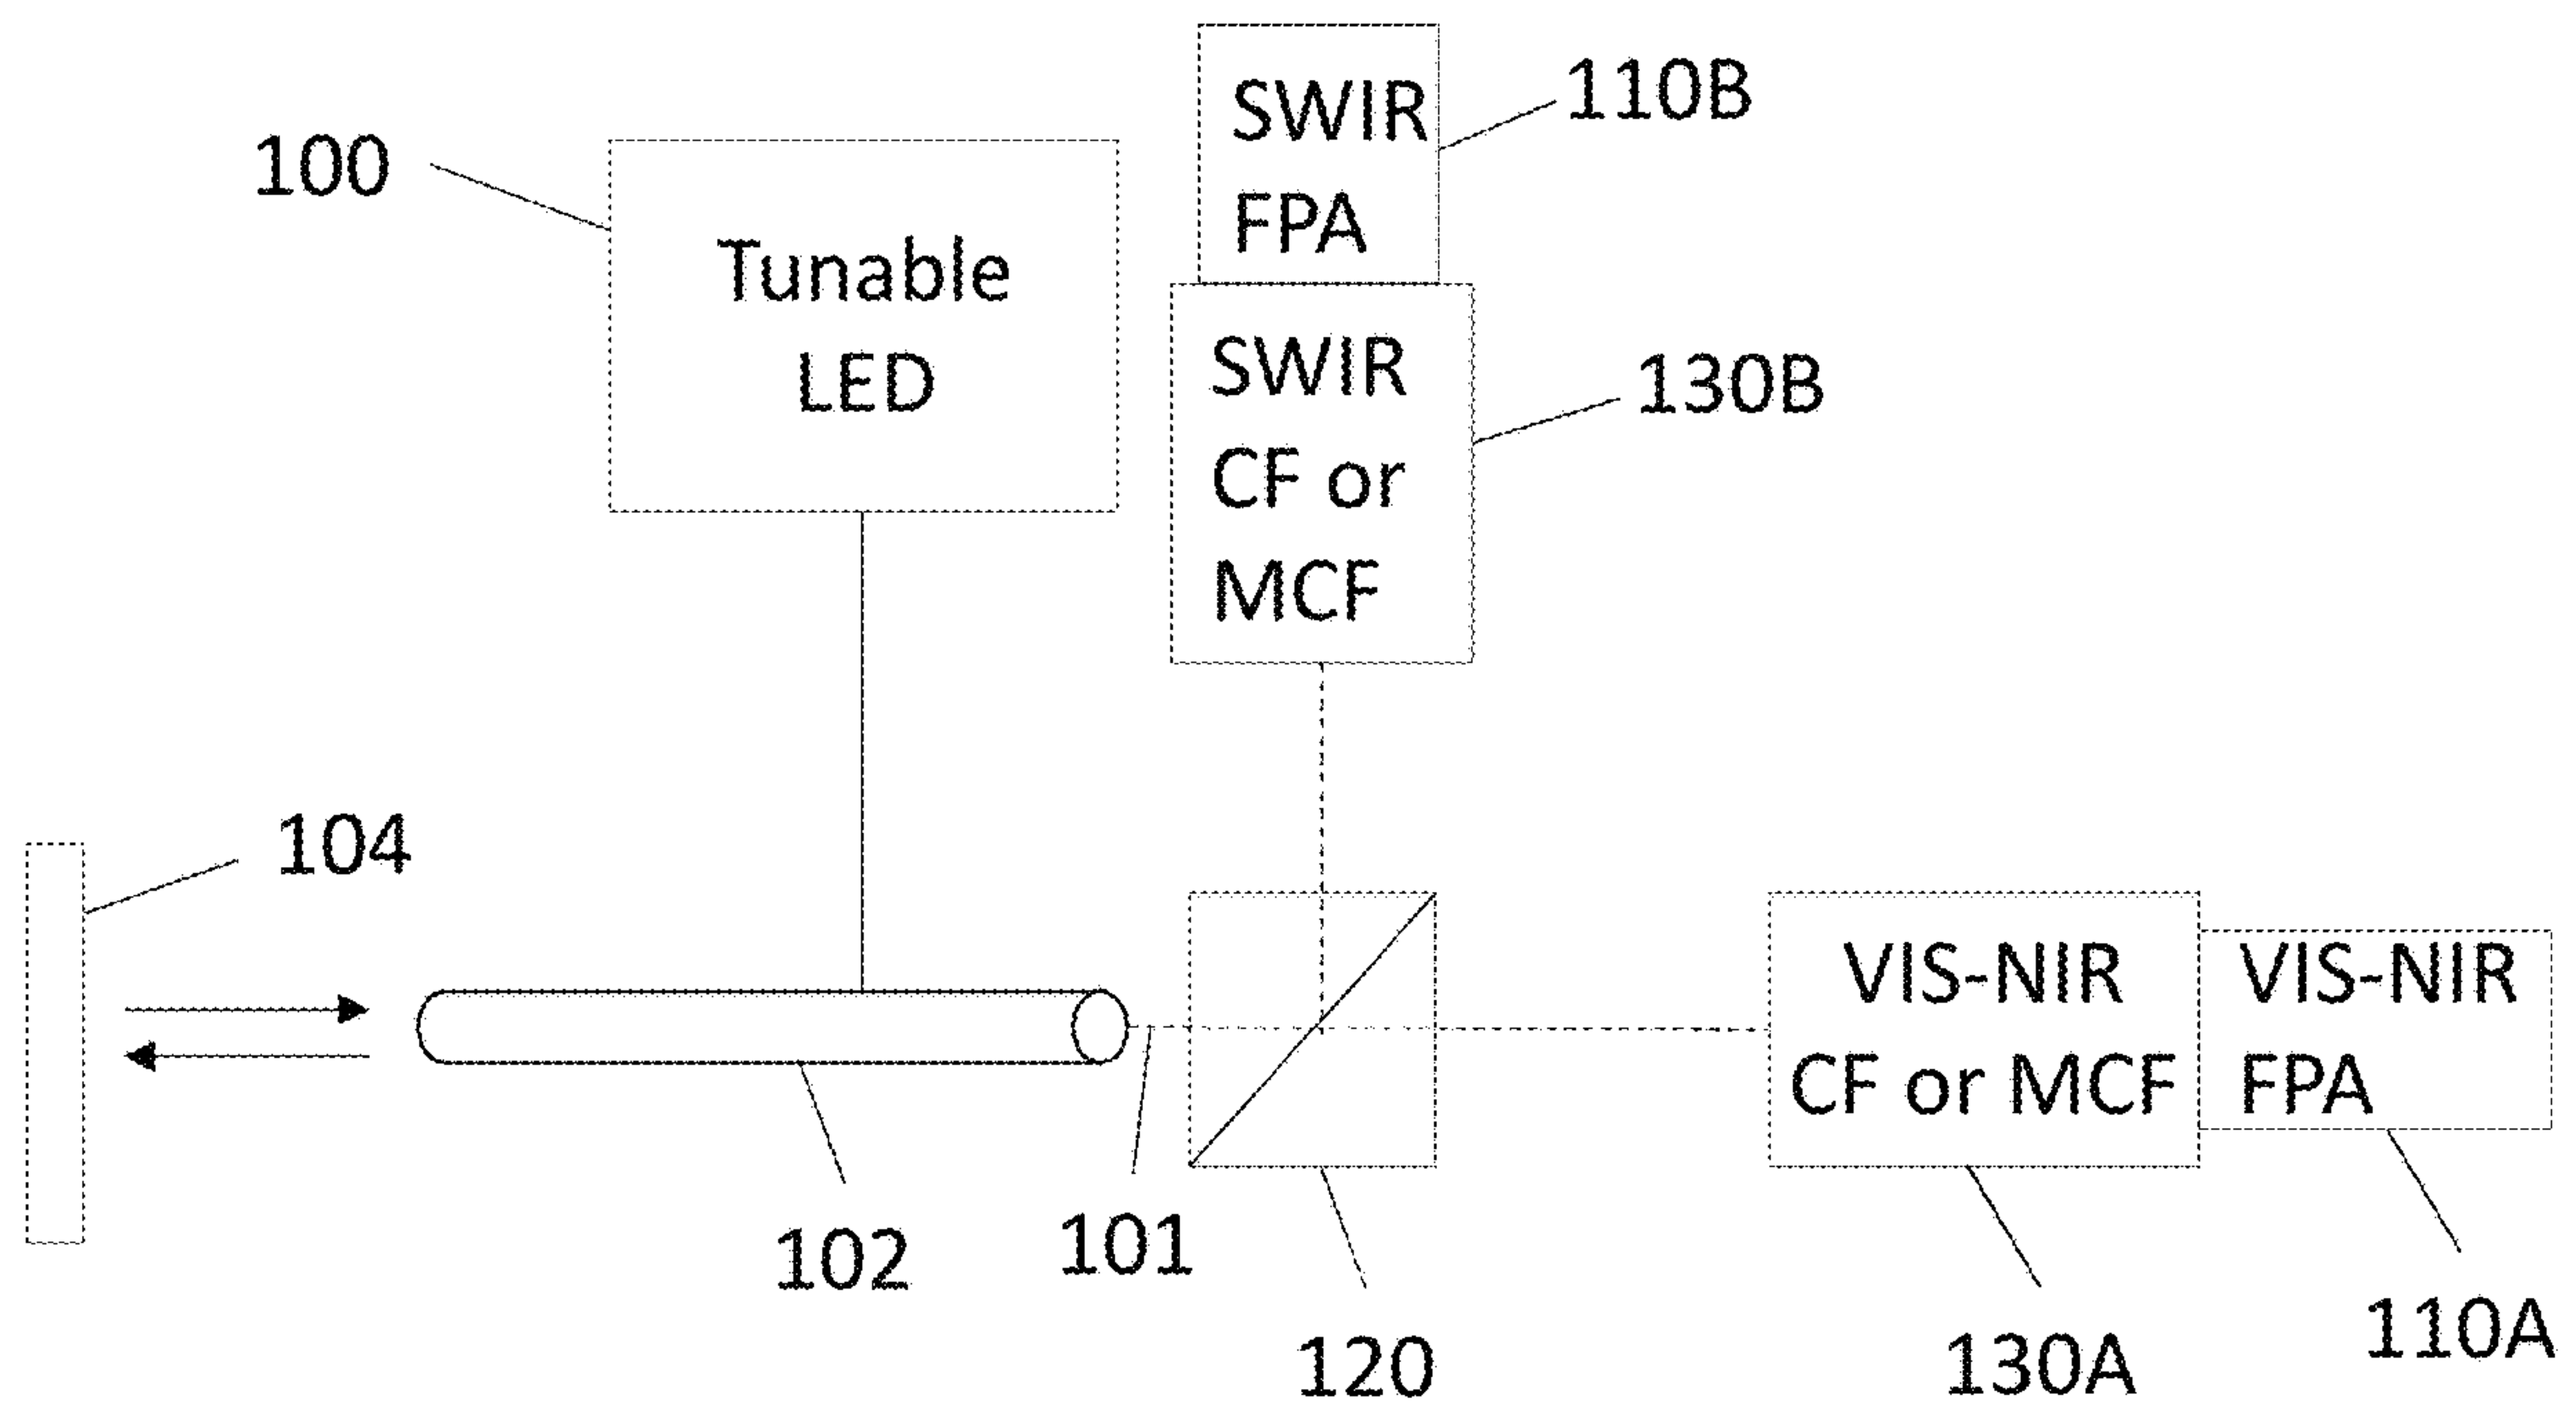 SWIR
FPA
110B
100
Tunable
LED
SWIR
CF or
MCF
130B
104
VIS-NIR
CF or MCF
VIS-NIR
FPA
102
101
120
130A
110A